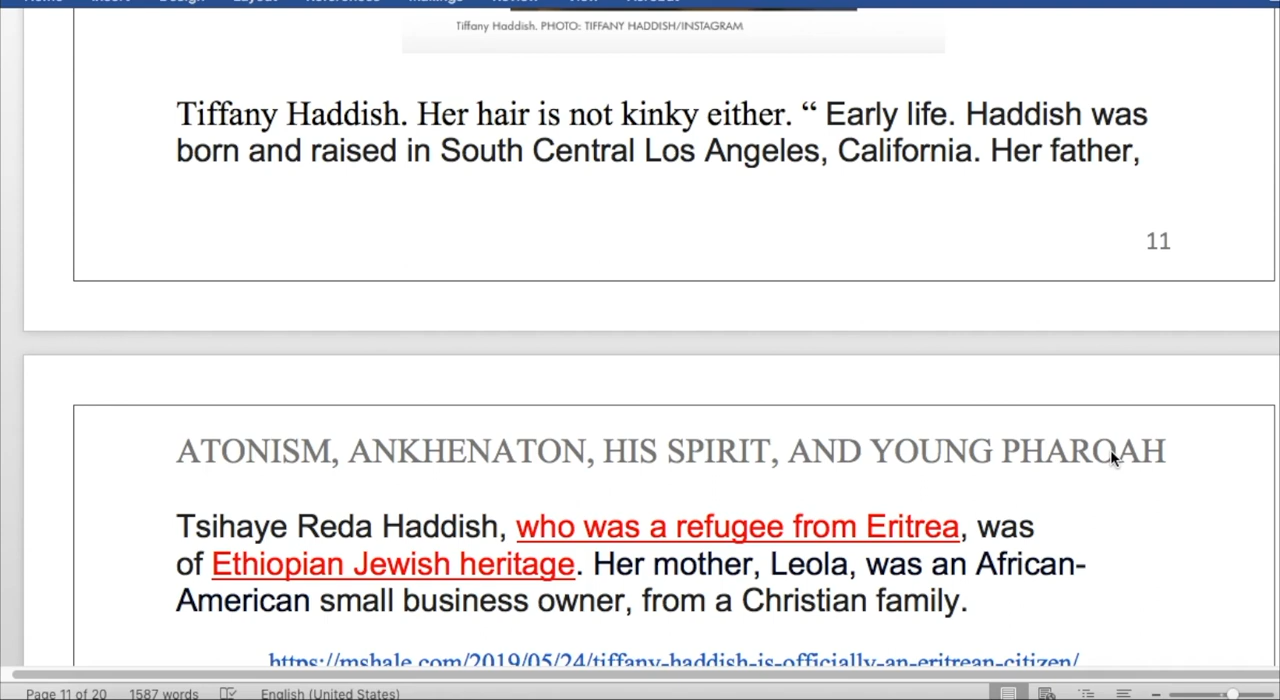 Tiffany Haddish. PHOTO: TIFFANY HADDISH/INSTAGRAM
Tiffany Haddish. Her hair is not kinky either. “ Early life. Haddish was
born and raised in South Central Los Angeles, California. Her father,
11
ATONISM, ANKHENATON, HIS SPIRIT, AND YOUNG PHAROAH
Tsihaye Reda Haddish, who was a refugee from Eritrea, was
of Ethiopian Jewish heritage. Her mother, Leola, was an African-
American small business owner, from a Christian family.
https://mshale.com/2019/05/24/tiffany-haddish-is-officially-an-eritrean-citizen/
Page 11 of 20 1587 words English (United States)